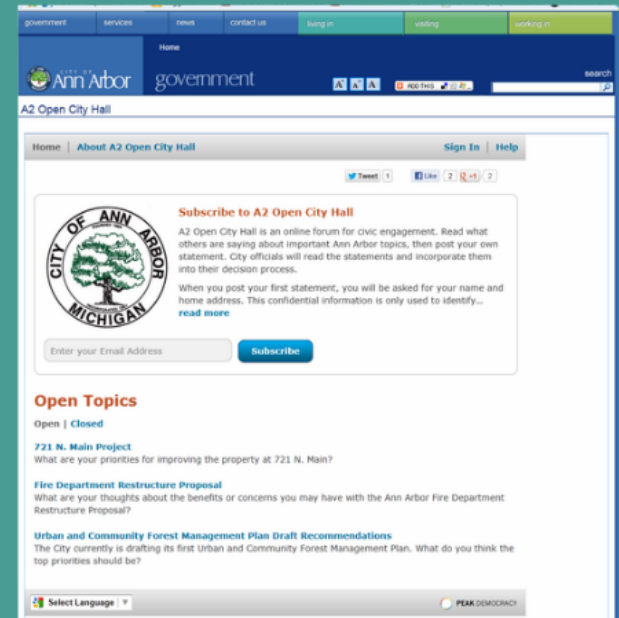 government services news contact us living in visiting working in
Home
CITY OF
Ann Arbor government A A A ADD THIS search
A2 Open City Hall
Home | About A2 Open City Hall Sign In | Help
Tweet 1 Like 2 +1 2
CITY OF ANN ARBOR
MICHIGAN
Subscribe to A2 Open City Hall
A2 Open City Hall is an online forum for civic engagement. Read what
others are saying about important Ann Arbor topics, then post your own
statement. City officials will read the statements and incorporate them
into their decision process.
When you post your first statement, you will be asked for your name and
home address. This confidential information is only used to identify...
read more
Enter your Email Address Subscribe
Open Topics
Open | Closed
721 N. Main Project
What are your priorities for improving the property at 721 N. Main?
Fire Department Restructure Proposal
What are your thoughts about the benefits or concerns you may have with the Ann Arbor Fire Department
Restructure Proposal?
Urban and Community Forest Management Plan Draft Recommendations
The City currently is drafting its first Urban and Community Forest Management Plan. What do you think the
top priorities should be?
Select Language PEAK DEMOCRACY